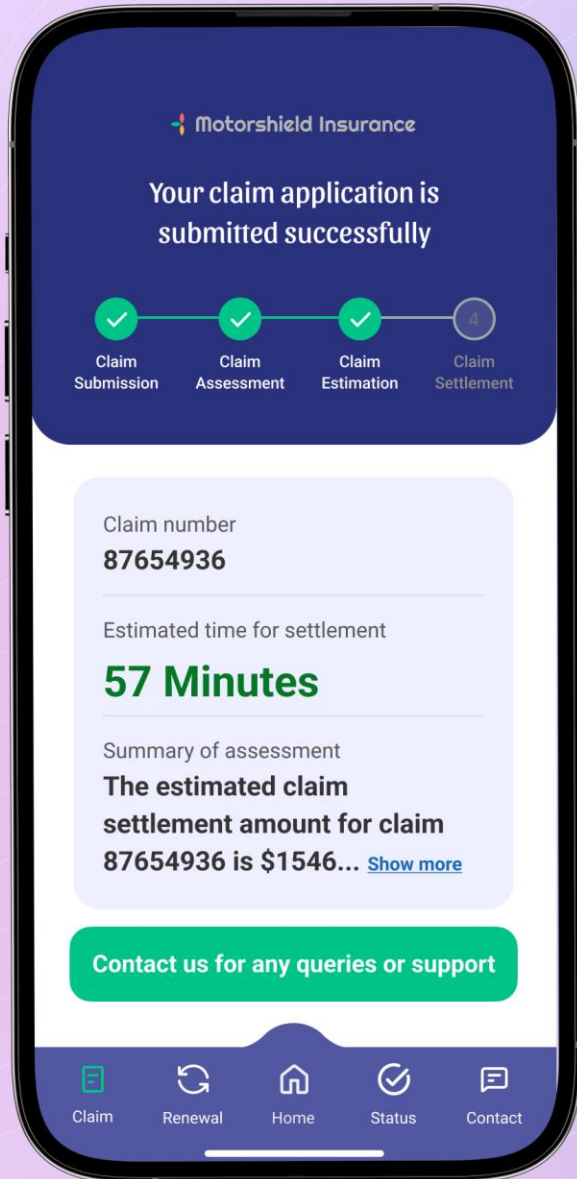 Motorshield Insurance
Your claim application is
submitted successfully
4
Claim
Submission
Claim
Assessment
Claim
Estimation
Claim
Settlement
Claim number
87654936
Estimated time for settlement
57 Minutes
Summary of assessment
The estimated claim
settlement amount for claim
87654936 is $1546... Show more
Contact us for any queries or support
Claim
Renewal
Home
Status
Contact